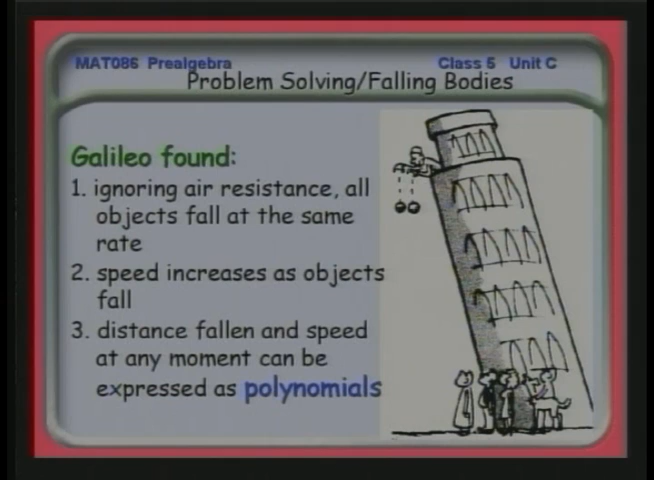 MAT086 Prealgebra
Class 5 Unit C
Problem Solving/Falling Bodies
Galileo found:
1. ignoring air resistance, all
objects fall at the same
rate
2. speed increases as objects
fall
3. distance fallen and speed
at any moment can be
expressed as polynomials